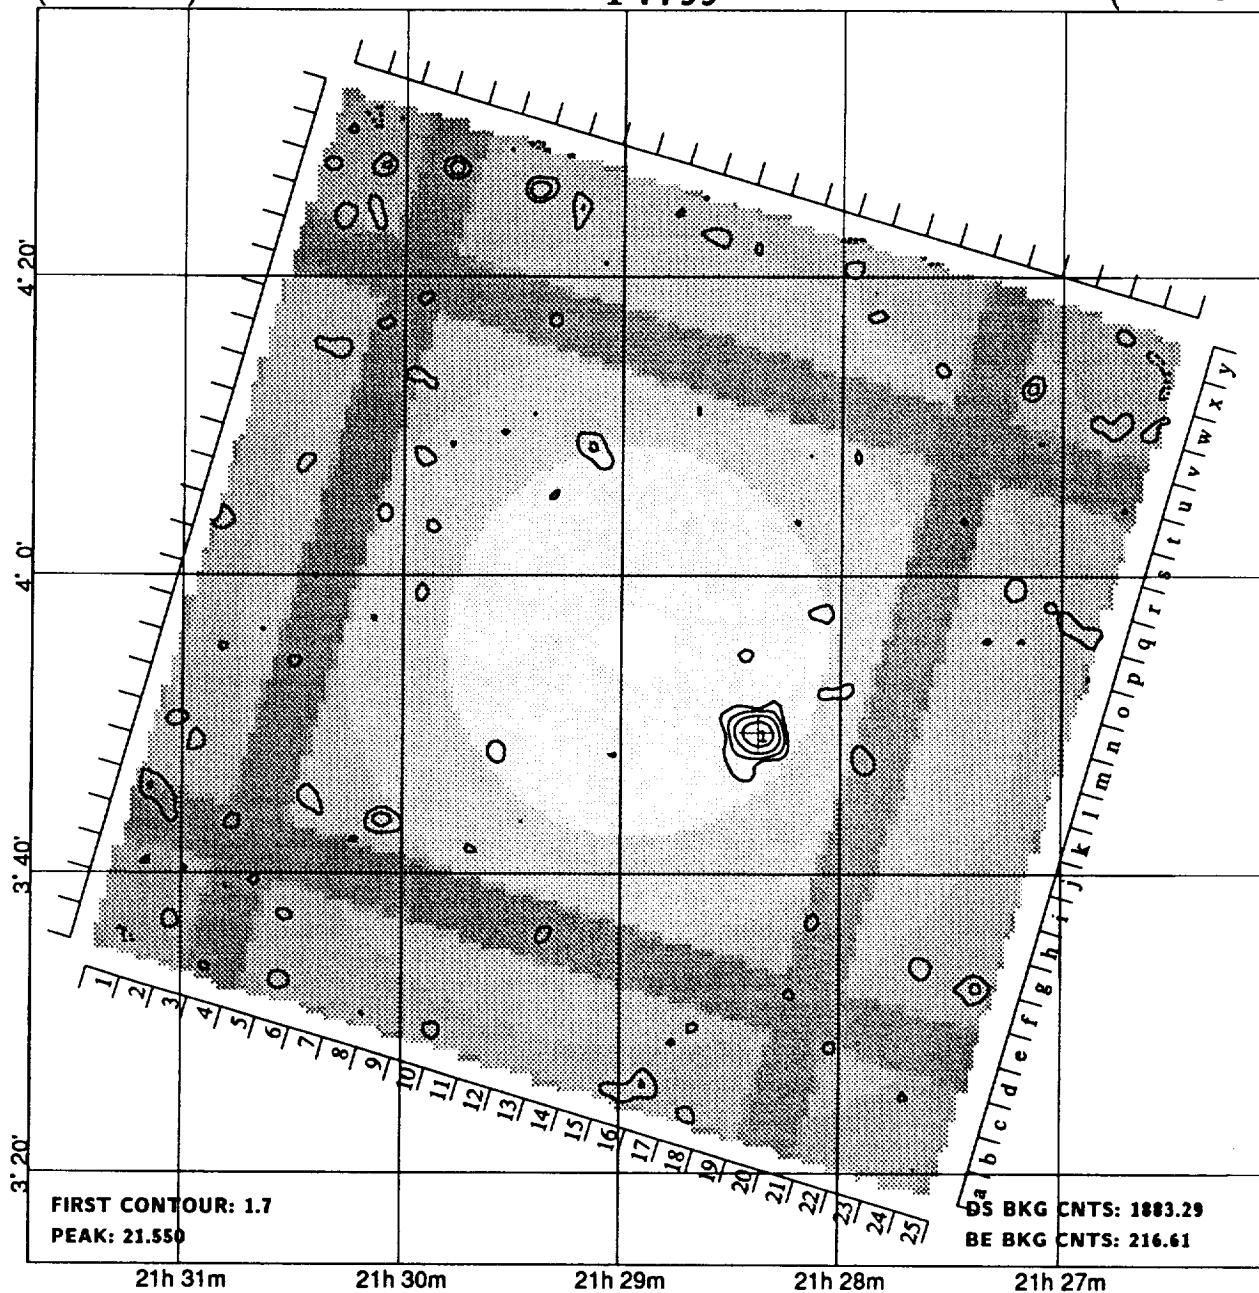 4° 20'
4° 0'
3° 40'
3° 20'
a b c d e f g h i j k l m n o p q r s t u v w x y
1 2 3 4 5 6 7 8 9 10 11 12 13 14 15 16 17 18 19 20 21 22 23 24 25
1
FIRST CONTOUR: 1.7
PEAK: 21.550
DS BKG CNTS: 1883.29
BE BKG CNTS: 216.61
21h 31m 21h 30m 21h 29m 21h 28m 21h 27m